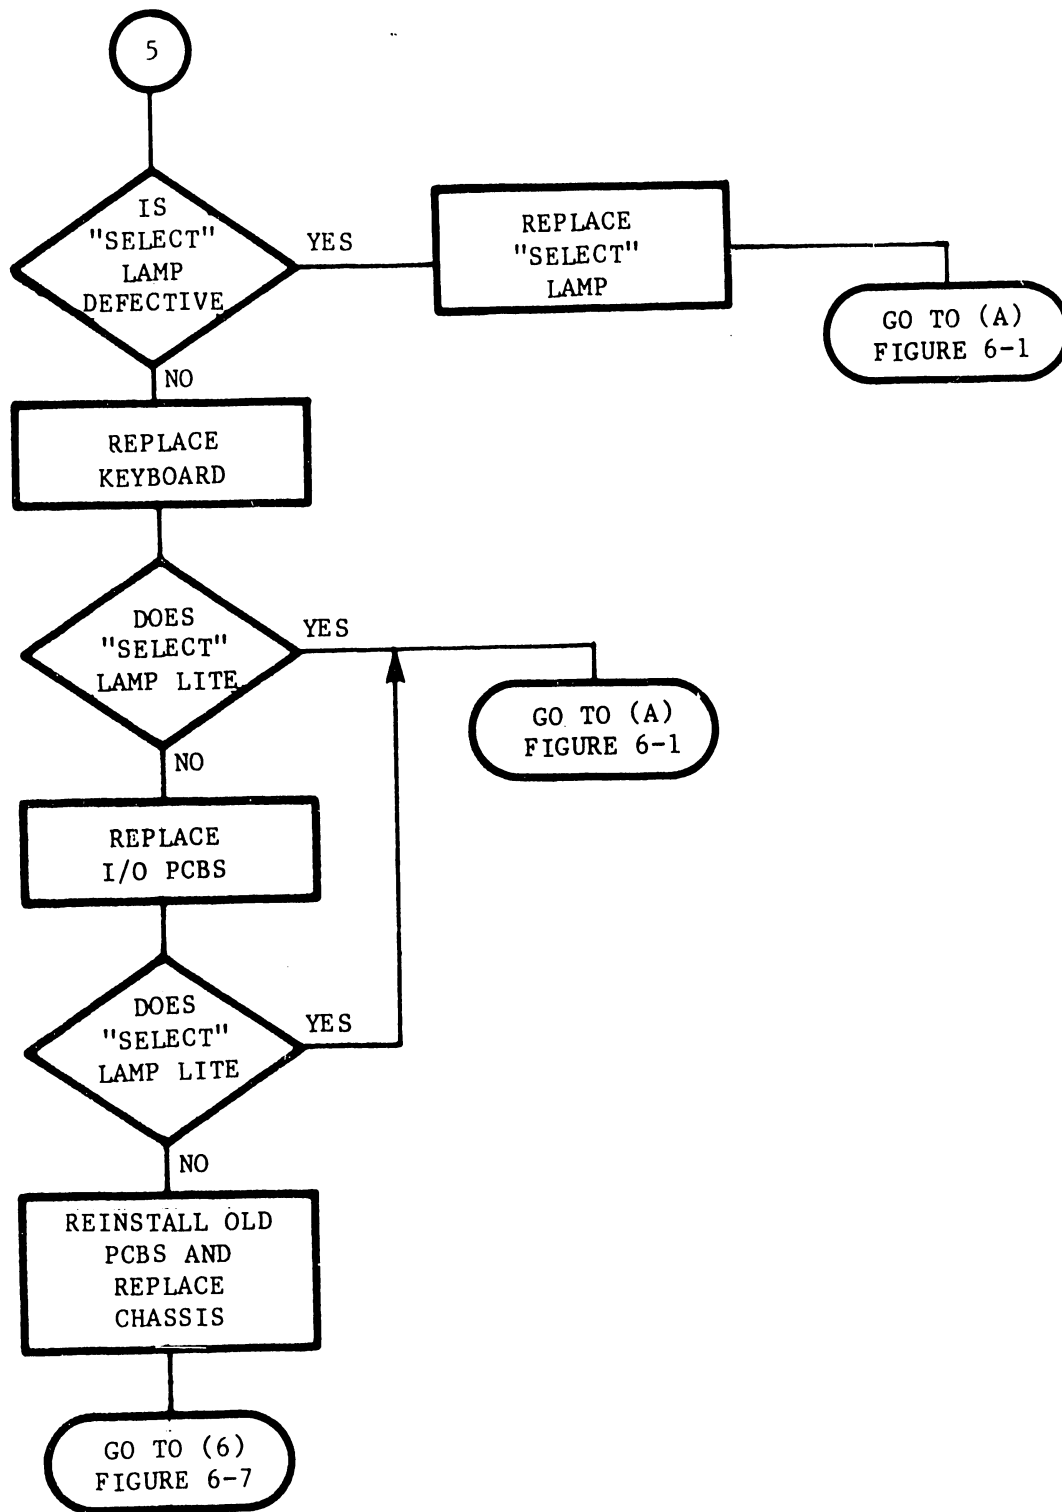 5
IS
"SELECT"
LAMP
DEFECTIVE
YES
REPLACE
"SELECT"
LAMP
GO TO (A)
FIGURE 6-1
NO
REPLACE
KEYBOARD
DOES
"SELECT"
LAMP LITE
YES
GO TO (A)
FIGURE 6-1
NO
REPLACE
I/O PCBS
DOES
"SELECT"
LAMP LITE
YES
NO
REINSTALL OLD
PCBS AND
REPLACE
CHASSIS
GO TO (6)
FIGURE 6-7